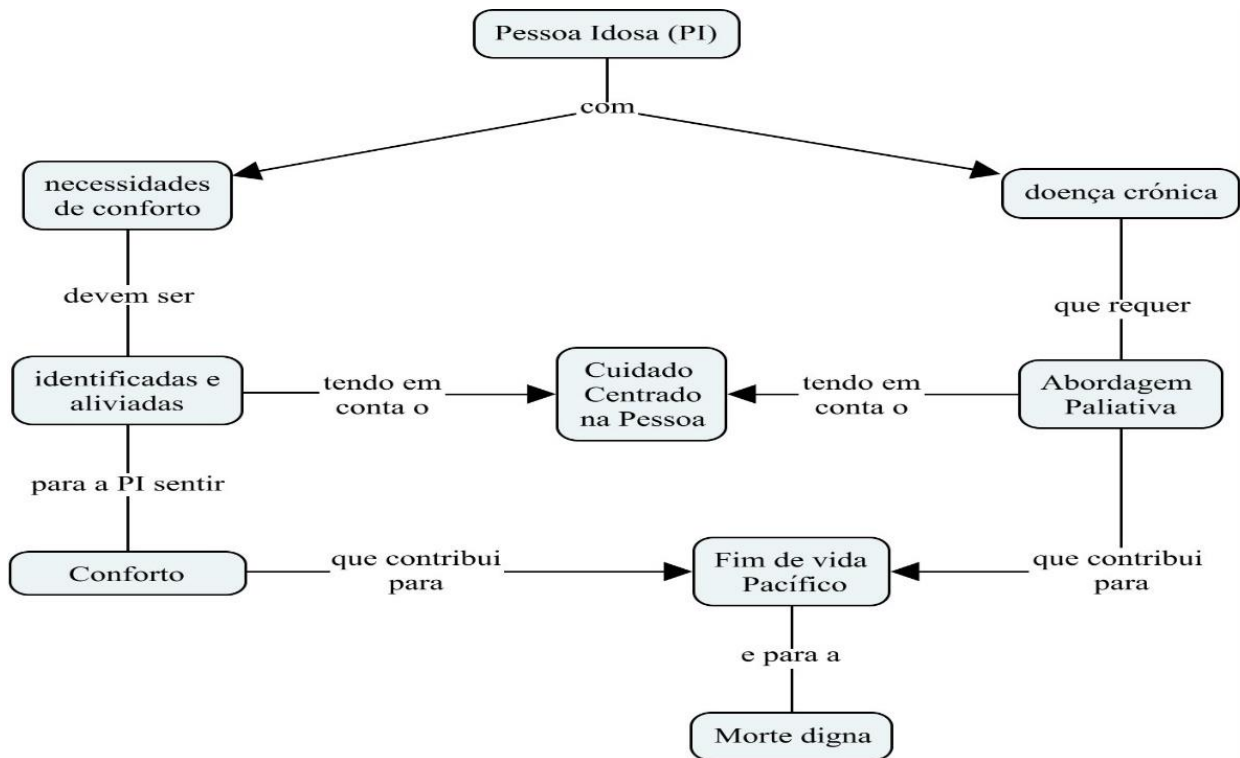 Pessoa Idosa (PI)
com
necessidades
de conforto
doença crónica
devem ser
que requer
identificadas e
aliviadas
tendo em
conta o
Cuidado
Centrado
na Pessoa
tendo em
conta o
Abordagem
Paliativa
para a PI sentir
Conforto
que contribui
para
Fim de vida
Pacífico
que contribui
para
e para a
Morte digna